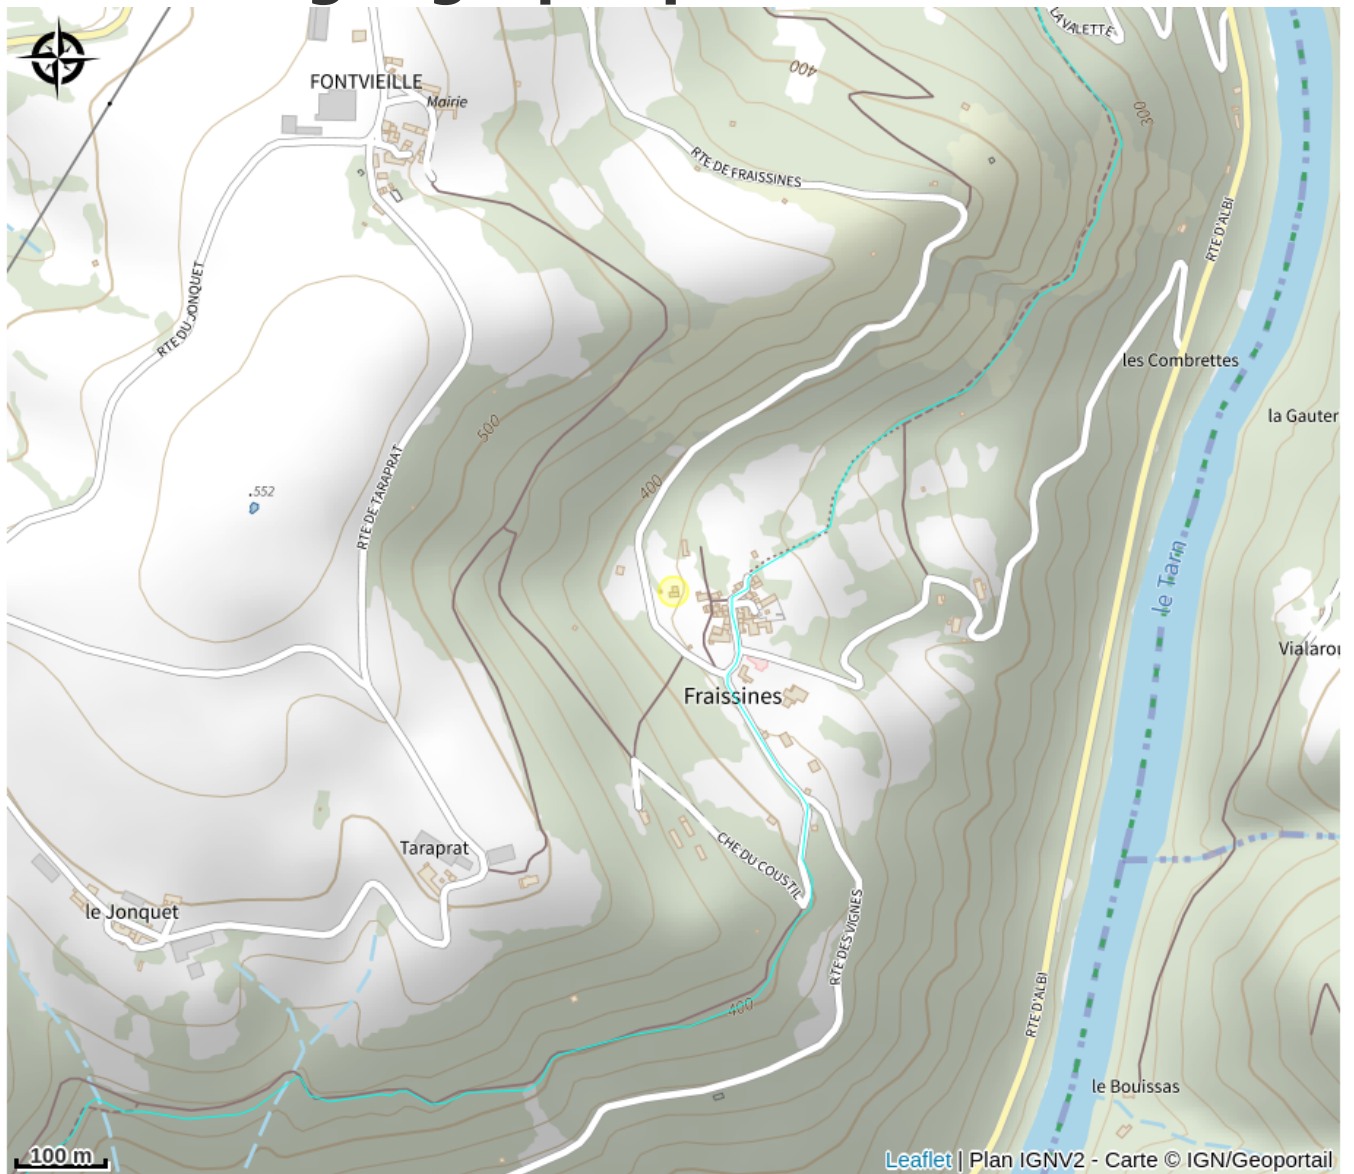 LAVALETTE
400
FONTVIEILLE
Mairie
300
RTE DE FRAISSINES
RTE D'ALBI
RTE DU JONQUET
les Combrettes
la Gauter
500
RTE DE TARAPRAT
400
.552
le Tarn
Vialarou
Fraissines
Taraprat
CHE DU COUSTIL
le Jonquet
RTE DES VIGNES
RTE D'ALBI
400
le Bouissas
100 m
Leaflet | Plan IGNV2 - Carte © IGN/Geoportail